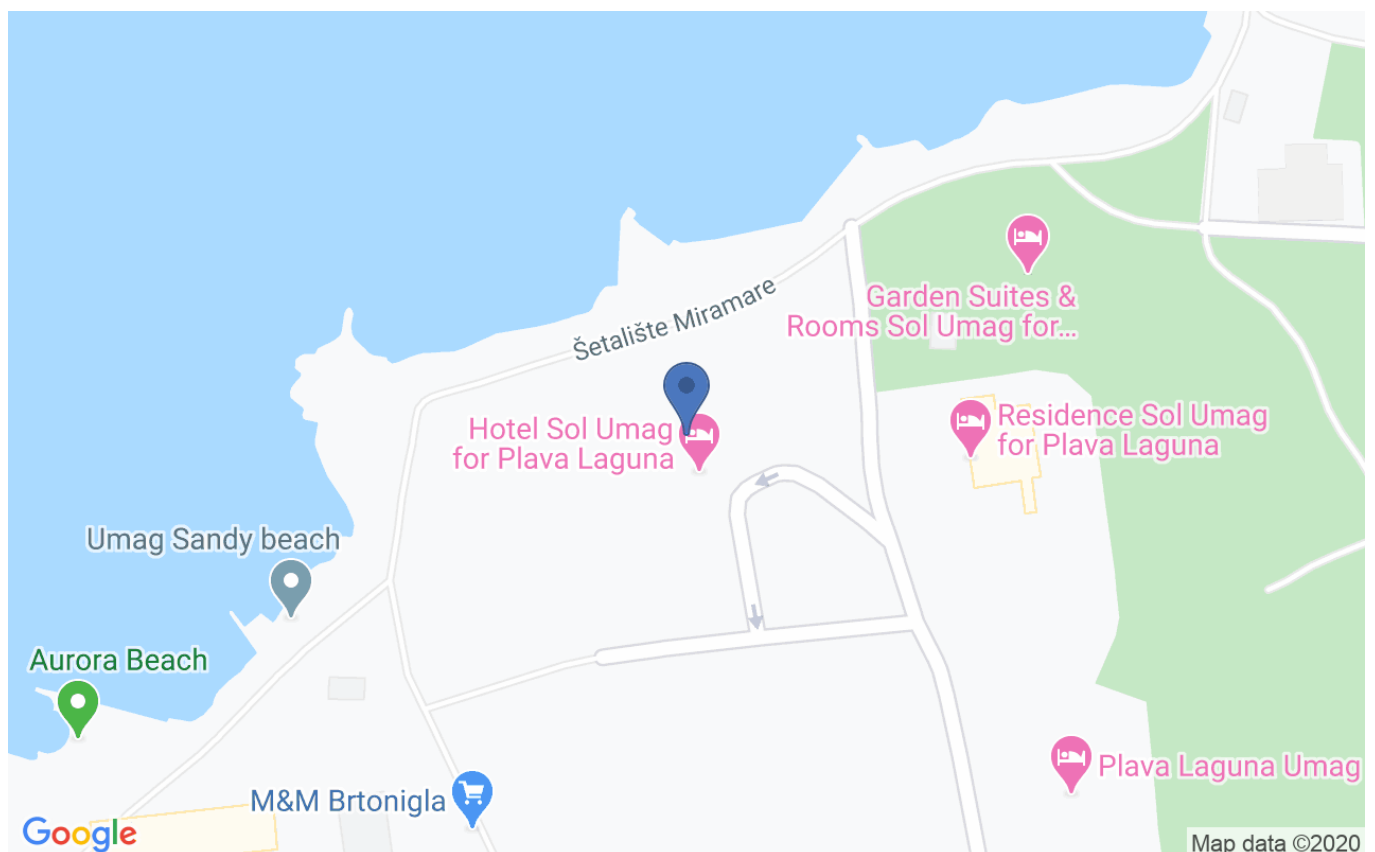 Garden Suites &
Rooms Sol Umag for...
Šetalište Miramare
Hotel Sol Umag
for Plava Laguna
Residence Sol Umag
for Plava Laguna
Umag Sandy beach
Aurora Beach
M&M Brtonigla
Plava Laguna Umag
Google
Map data ©2020